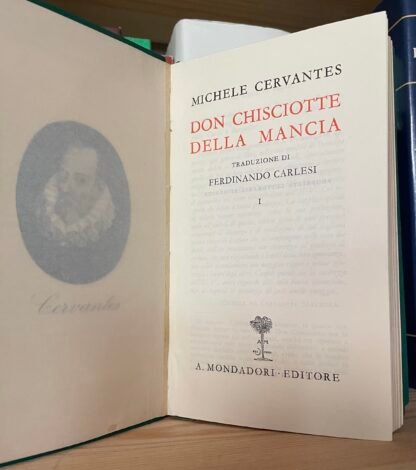 Cervantes
MICHELE CERVANTES
DON CHISCIOTTE
DELLA MANCIA
TRADUZIONE DI
FERDINANDO CARLESI
I
A. MONDADORI · EDITORE